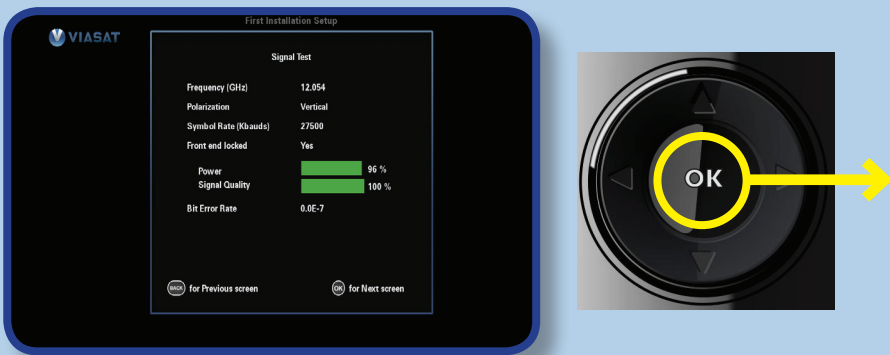 First Installation Setup
VIASAT
Signal Test
Frequency (GHz) 12.054
Polarization Vertical
Symbol Rate (Kbauds) 27500
Front end locked Yes
Power 96 %
Signal Quality 100 %
Bit Error Rate 0.0E-7
BACK for Previous screen
OK for Next screen
OK